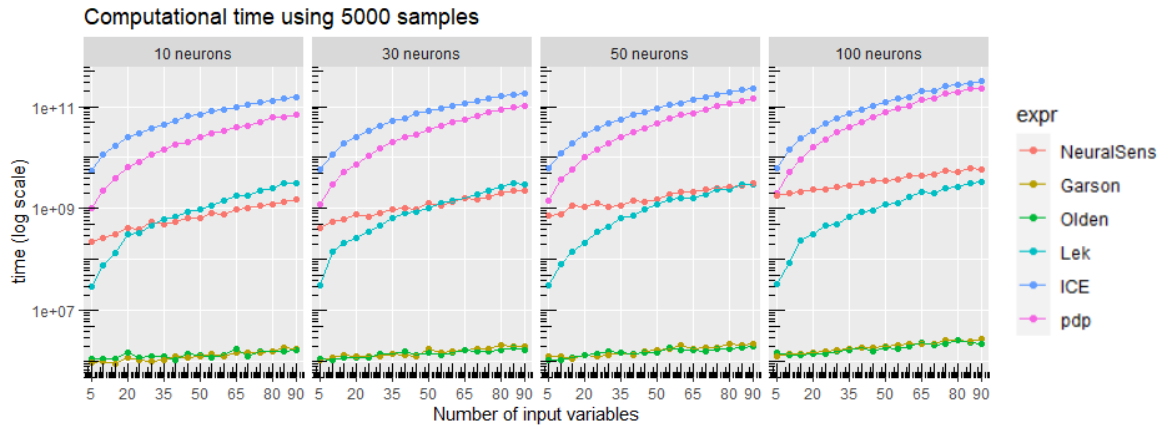 Computational time using 5000 samples
10 neurons
30 neurons
50 neurons
100 neurons
1e+11
1e+09
1e+07
time (log scale)
5 20 35 50 65 80 90
5 20 35 50 65 80 90
5 20 35 50 65 80 90
5 20 35 50 65 80 90
Number of input variables
expr
NeuralSens
Garson
Olden
Lek
ICE
pdp